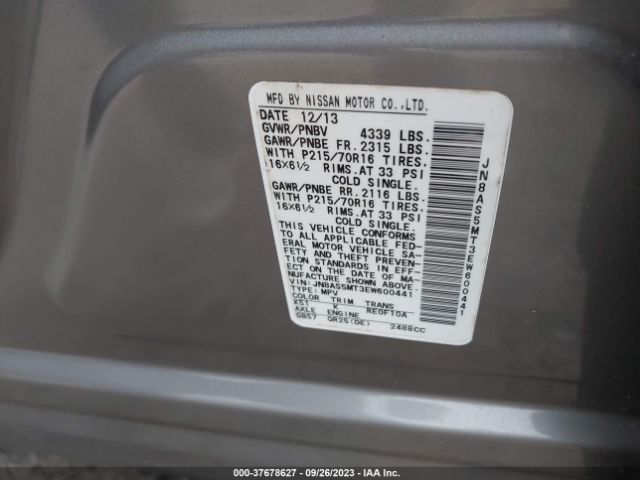 MFD BY NISSAN MOTOR CO.,LTD.
DATE 12/13
GVWR/PNBV 4339 LBS.
GAWR/PNBE FR. 2315 LBS.
WITH P215/70R16 TIRES.
16X6½ RIMS.AT 33 PSI
COLD SINGLE.
GAWR/PNBE RR. 2116 LBS.
WITH P215/70R16 TIRES.
16X6½ RIMS.AT 33 PSI
COLD SINGLE.
THIS VEHICLE CONFORMS
TO ALL APPLICABLE FED-
ERAL MOTOR VEHICLE SA-
FETY AND THEFT PREVEN-
TION STANDARDS IN EFF-
ECT ON THE DATE OF MA-
NUFACTURE SHOWN ABOVE.
VIN:JN8AS5MT3EW600441
TYPE:MPV
COLOR TRIM TRANS
K51 K RE0F10A
AXLE ENGINE
GB57 QR25(DE) 2488CC
JN8AS5MT3EW600441
000-37678627 - 09/26/2023 - IAA Inc.